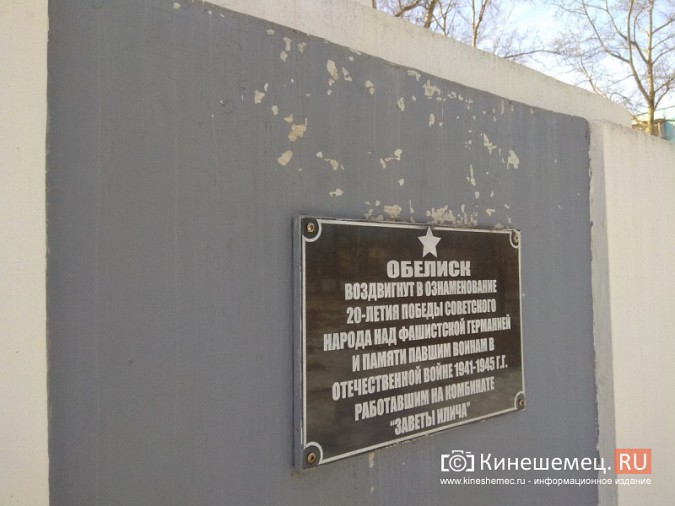 ОБЕЛИСК
ВОЗДВИГНУТ В ОЗНАМЕНОВАНИЕ
20-ЛЕТИЯ ПОБЕДЫ СОВЕТСКОГО
НАРОДА НАД ФАШИСТСКОЙ ГЕРМАНИЕЙ
И ПАМЯТИ ПАВШИМ ВОИНАМ В
ОТЕЧЕСТВЕННОЙ ВОЙНЕ 1941-1945 Г.Г.
РАБОТАВШИМ НА КОМБИНАТЕ
"ЗАВЕТЫ ИЛИЧА"
Кинешемец.RU
www.kineshemec.ru - информационное издание